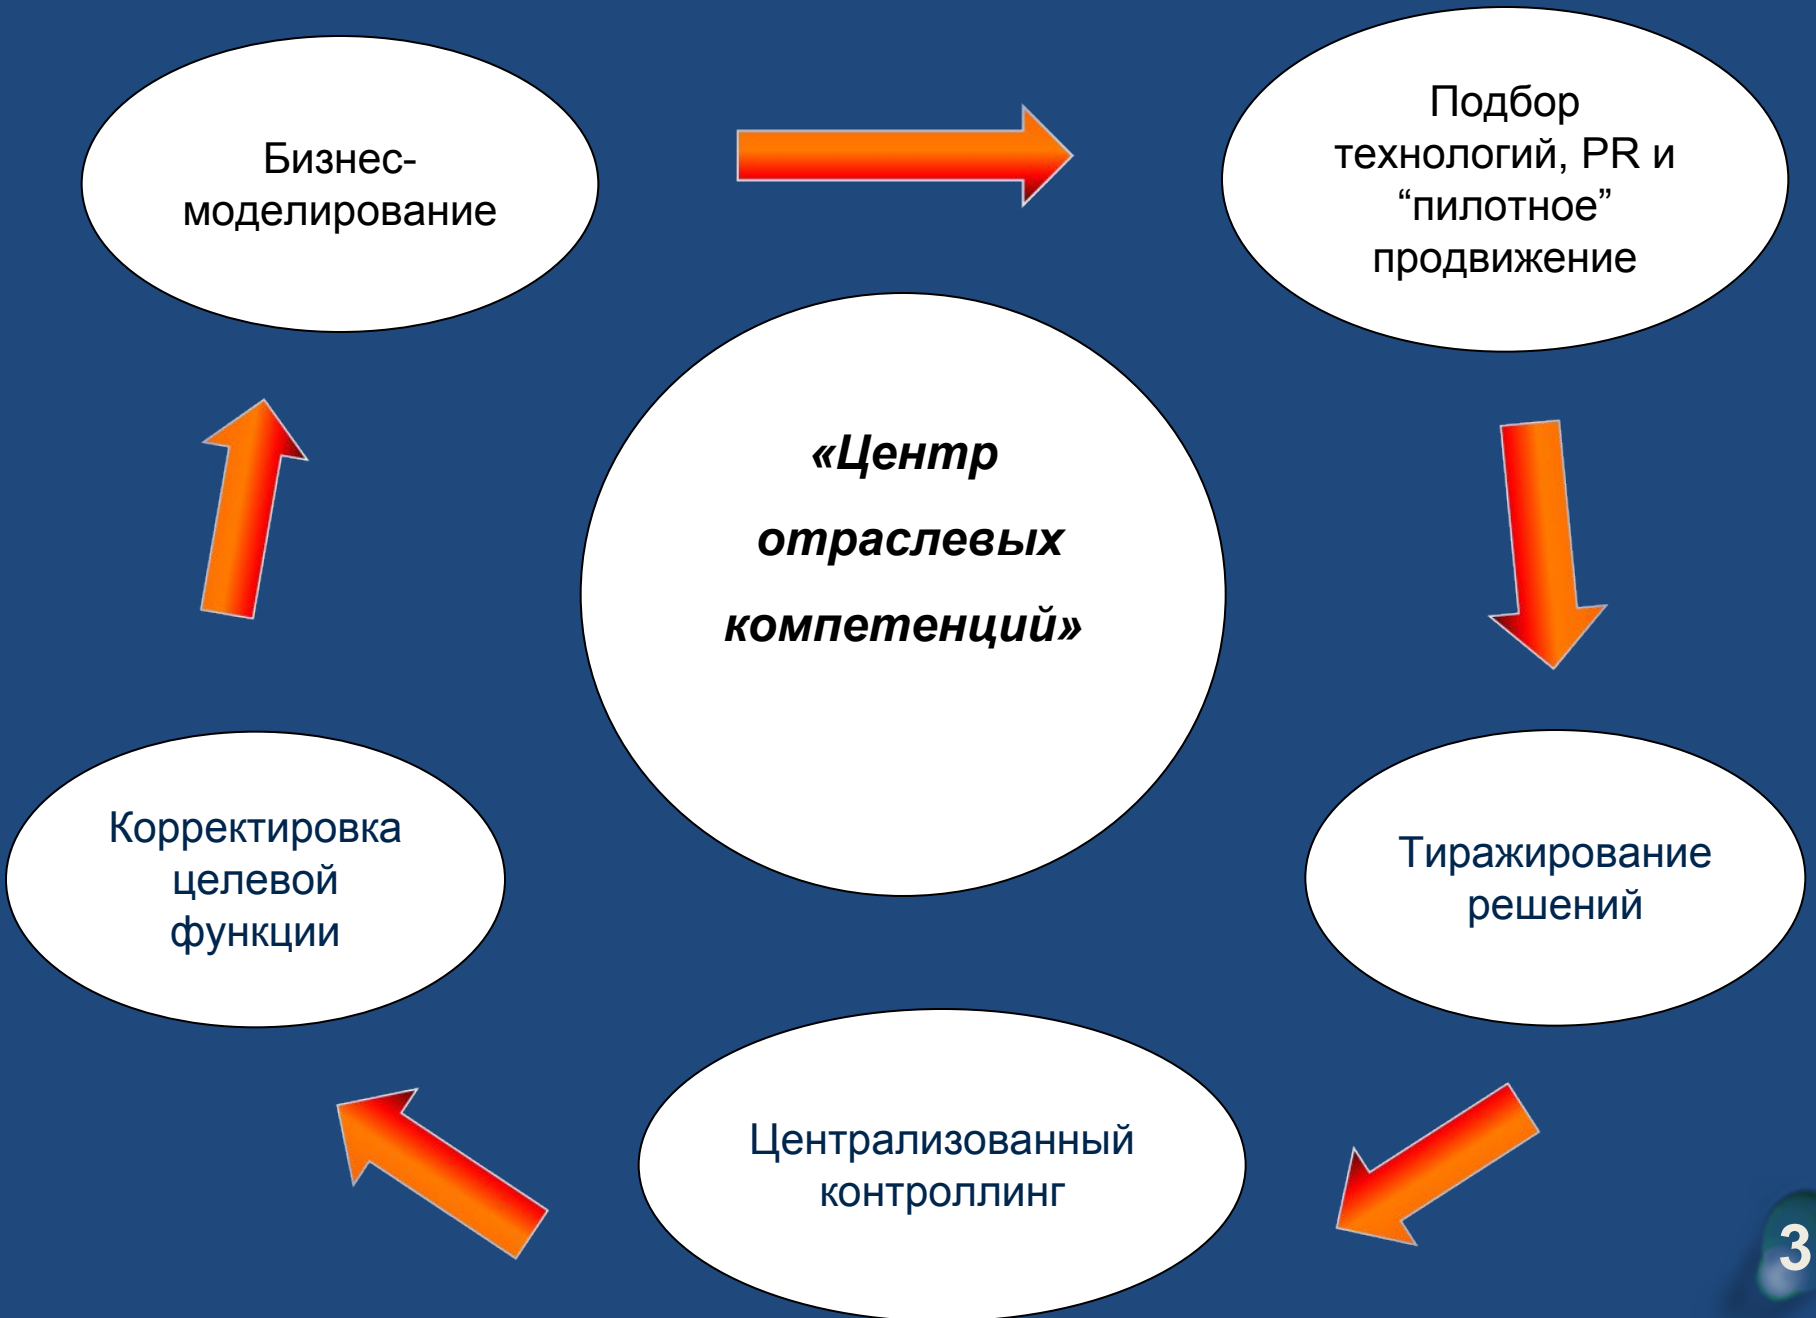 Бизнес-
моделирование
Подбор
технологий, PR и
“пилотное”
продвижение
«Центр
отраслевых
компетенций»
Корректировка
целевой
функции
Тиражирование
решений
Централизованный
контроллинг
3